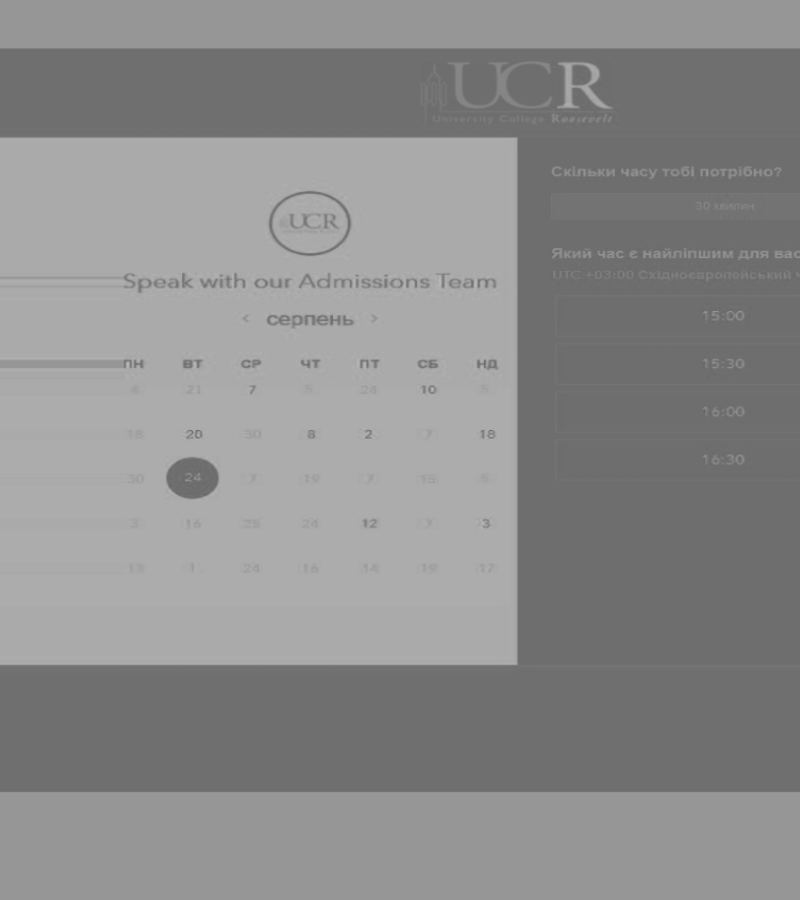 UCR
University College Roosevelt
UCR
Speak with our Admissions Team
< серпень >
ПН ВТ СР ЧТ ПТ СБ НД
6 21 7 5 24 10 5
18 20 30 8 2 7 18
30 24 7 19 7 15 5
3 16 25 24 12 7 3
13 1 24 16 14 19 17
Скільки часу тобі потрібно?
30 хвилин
Який час є найліпшим для вас
UTC +03:00 Східноєвропейський ч
15:00
15:30
16:00
16:30